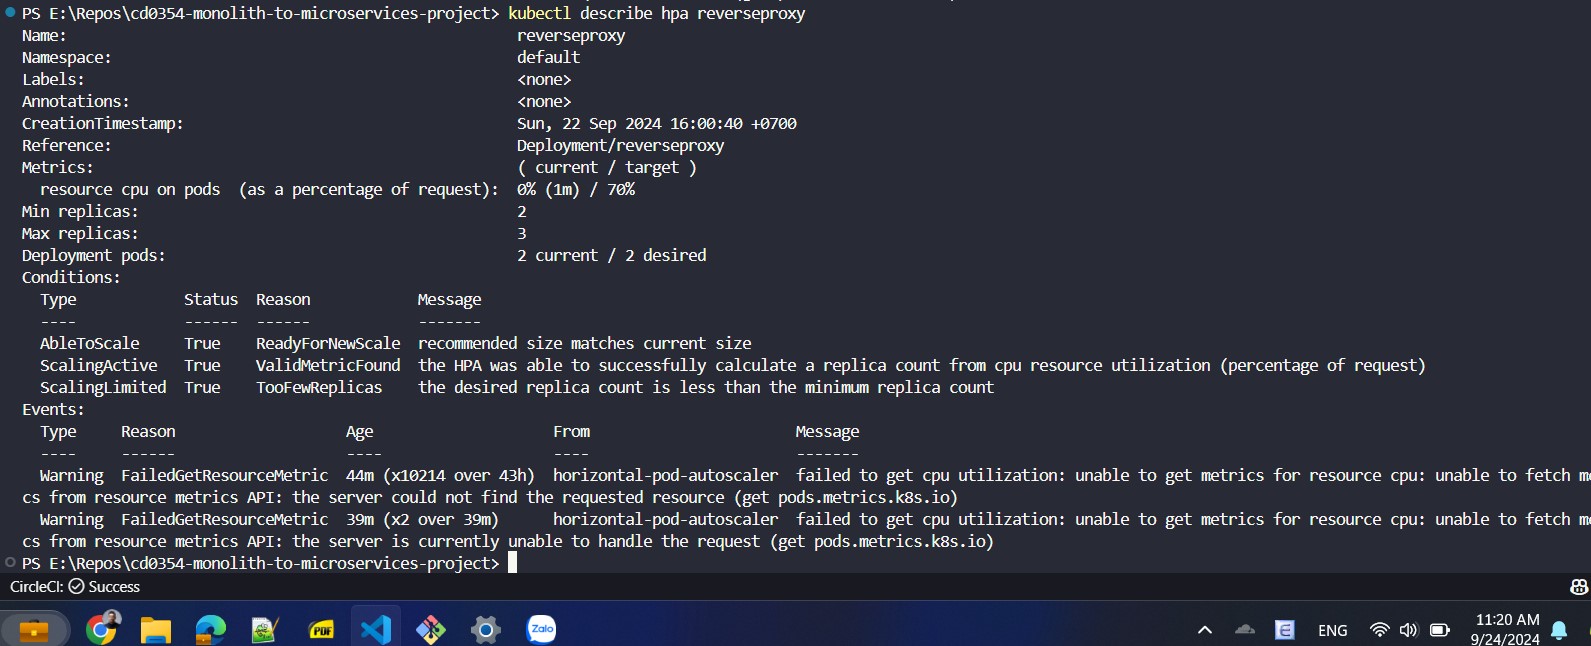 PS E:\Repos\cd0354-monolith-to-microservices-project> kubectl describe hpa reverseproxy
Name:                                                  reverseproxy
Namespace:                                             default
Labels:                                                <none>
Annotations:                                           <none>
CreationTimestamp:                                     Sun, 22 Sep 2024 16:00:40 +0700
Reference:                                             Deployment/reverseproxy
Metrics:                                               ( current / target )
  resource cpu on pods  (as a percentage of request):  0% (1m) / 70%
Min replicas:                                          2
Max replicas:                                          3
Deployment pods:                                       2 current / 2 desired
Conditions:
  Type            Status  Reason            Message
  ----            ------  ------            -------
  AbleToScale     True    ReadyForNewScale  recommended size matches current size
  ScalingActive   True    ValidMetricFound  the HPA was able to successfully calculate a replica count from cpu resource utilization (percentage of request)
  ScalingLimited  True    TooFewReplicas    the desired replica count is less than the minimum replica count
Events:
  Type     Reason                   Age                     From                       Message
  ----     ------                   ----                    ----                       -------
  Warning  FailedGetResourceMetric  44m (x10214 over 43h)  horizontal-pod-autoscaler  failed to get cpu utilization: unable to get metrics for resource cpu: unable to fetch me
cs from resource metrics API: the server could not find the requested resource (get pods.metrics.k8s.io)
  Warning  FailedGetResourceMetric  39m (x2 over 39m)      horizontal-pod-autoscaler  failed to get cpu utilization: unable to get metrics for resource cpu: unable to fetch me
cs from resource metrics API: the server is currently unable to handle the request (get pods.metrics.k8s.io)
PS E:\Repos\cd0354-monolith-to-microservices-project>
CircleCI: Success
PDF
Zalo
ENG
11:20 AM
9/24/2024